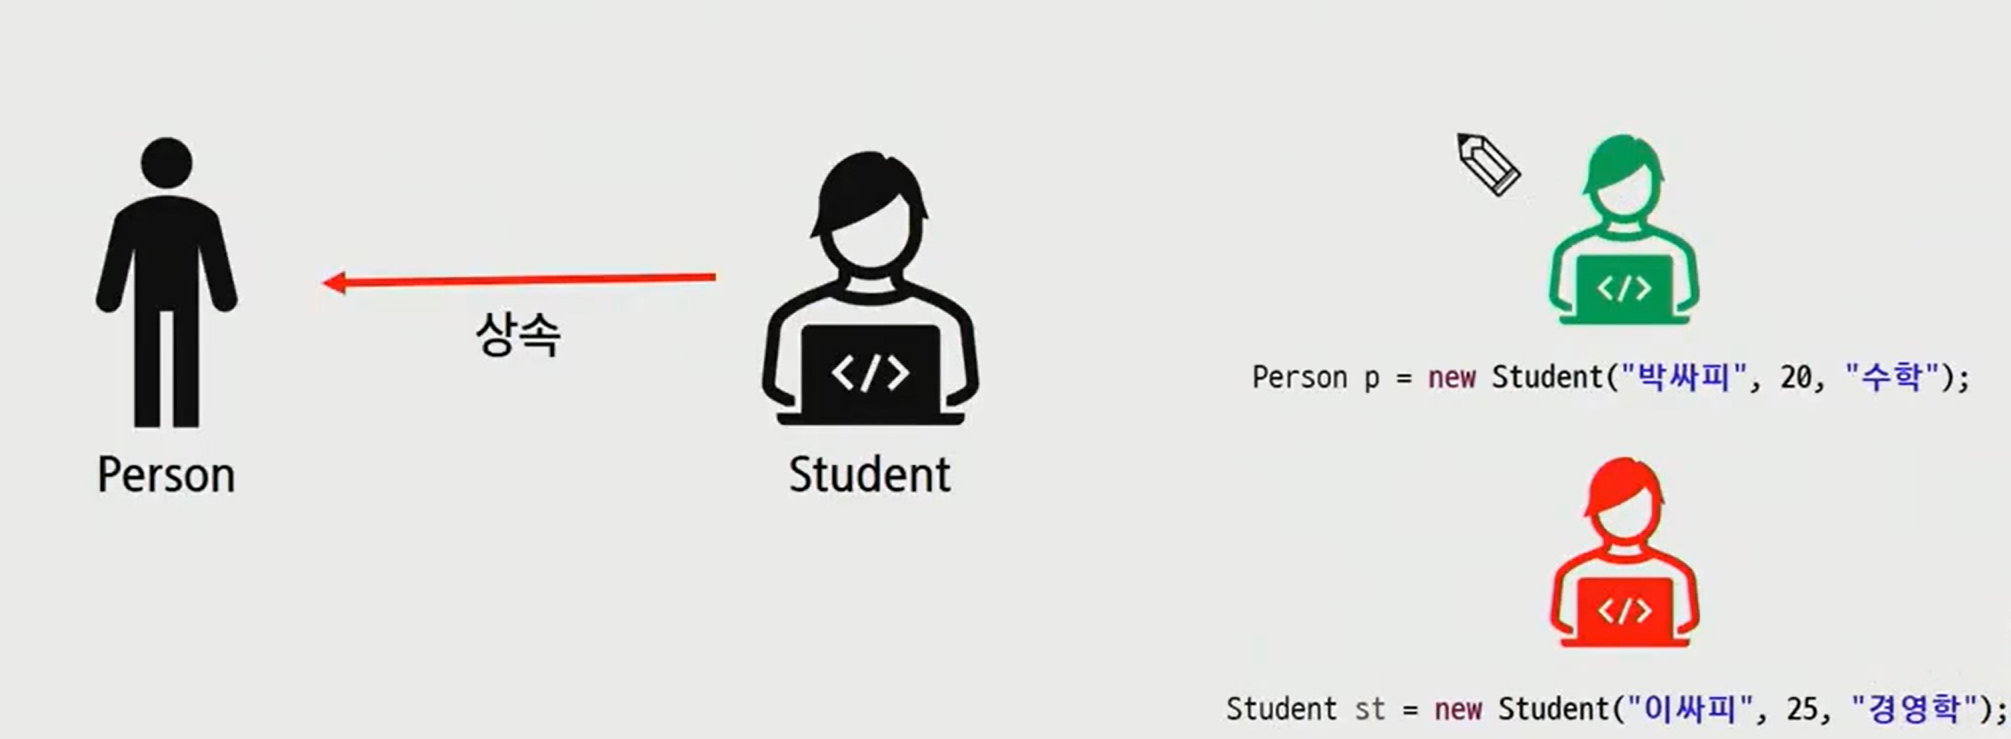 상속
Person
Student
</>
</>
Person p = new Student("박싸피", 20, "수학");
</>
Student st = new Student("이싸피", 25, "경영학");